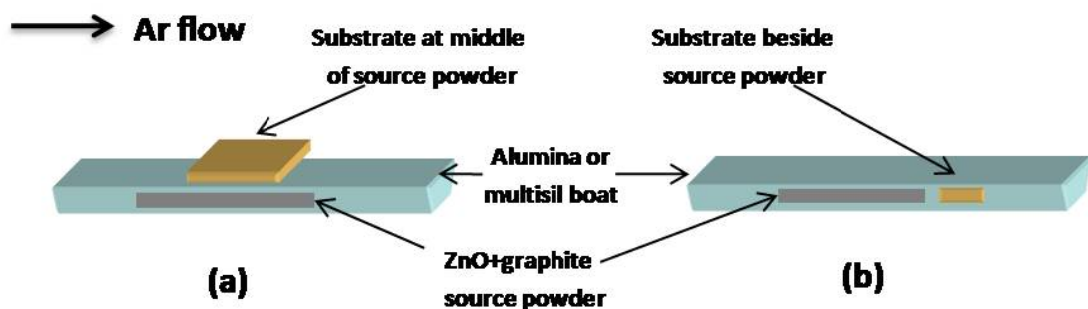 Ar flow
Substrate at middle
of source powder
Substrate beside
source powder
Alumina or
multisil boat
ZnO+graphite
source powder
(a)
(b)